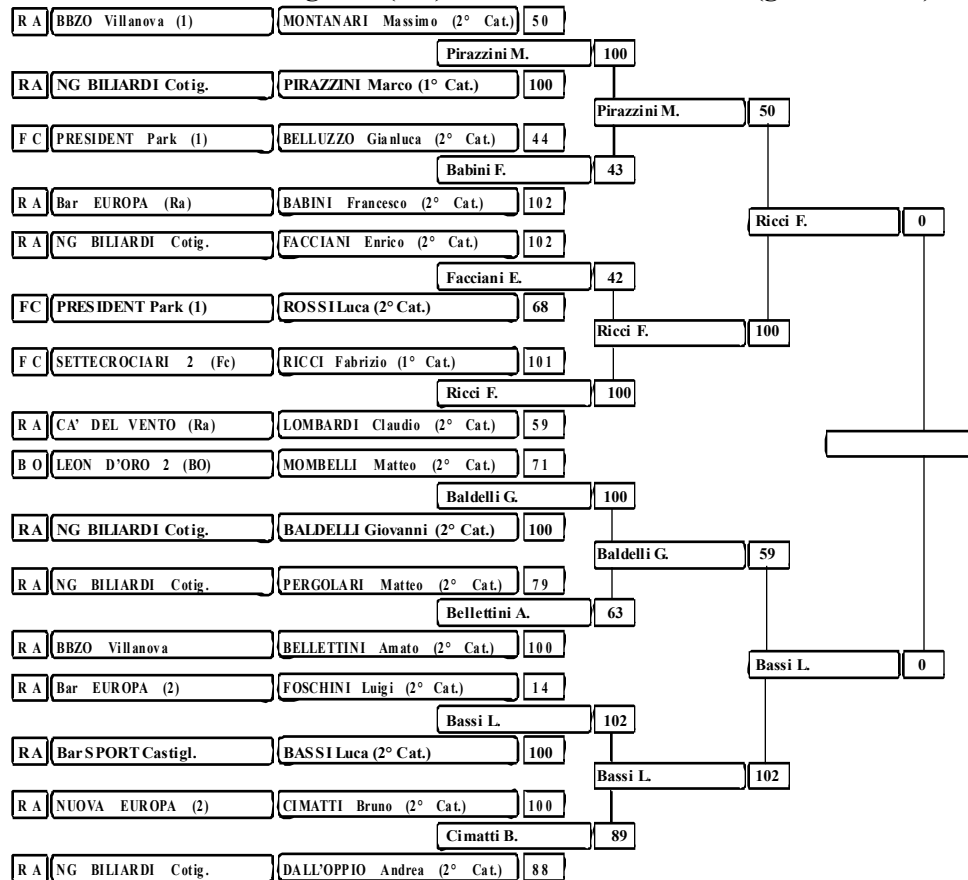 R A BBZO Villanova (1) MONTANARI Massimo (2° Cat.) 50
Pirazzini M. 100
RA NG BILIARDI Cotig. PIRAZZINI Marco (1° Cat.) 100
Pirazzini M. 50
F C PRESIDENT Park (1) BELLUZZO Gianluca (2° Cat.) 44
Babini F. 43
R A Bar EUROPA (Ra) BABINI Francesco (2° Cat.) 102
Ricci F. 0
R A NG BILIARDI Cotig. FACCIANI Enrico (2° Cat.) 102
Facciani E. 42
FC PRESIDENT Park (1) ROSSI Luca (2° Cat.) 68
Ricci F. 100
F C SETTECROCIARI 2 (Fc) RICCI Fabrizio (1° Cat.) 101
Ricci F. 100
R A CA' DEL VENTO (Ra) LOMBARDI Claudio (2° Cat.) 59
B O LEON D'ORO 2 (BO) MOMBELLI Matteo (2° Cat.) 71
Baldelli G. 100
RA NG BILIARDI Cotig. BALDELLI Giovanni (2° Cat.) 100
Baldelli G. 59
R A NG BILIARDI Cotig. PERGOLARI Matteo (2° Cat.) 79
Bellettini A. 63
R A BBZO Villanova BELLETTINI Amato (2° Cat.) 100
Bassi L. 0
R A Bar EUROPA (2) FOSCHINI Luigi (2° Cat.) 14
Bassi L. 102
RA Bar SPORT Castigl. BASSI Luca (2° Cat.) 100
Bassi L. 102
R A NUOVA EUROPA (2) CIMATTI Bruno (2° Cat.) 100
Cimatti B. 89
R A NG BILIARDI Cotig. DALL'OPPIO Andrea (2° Cat.) 88